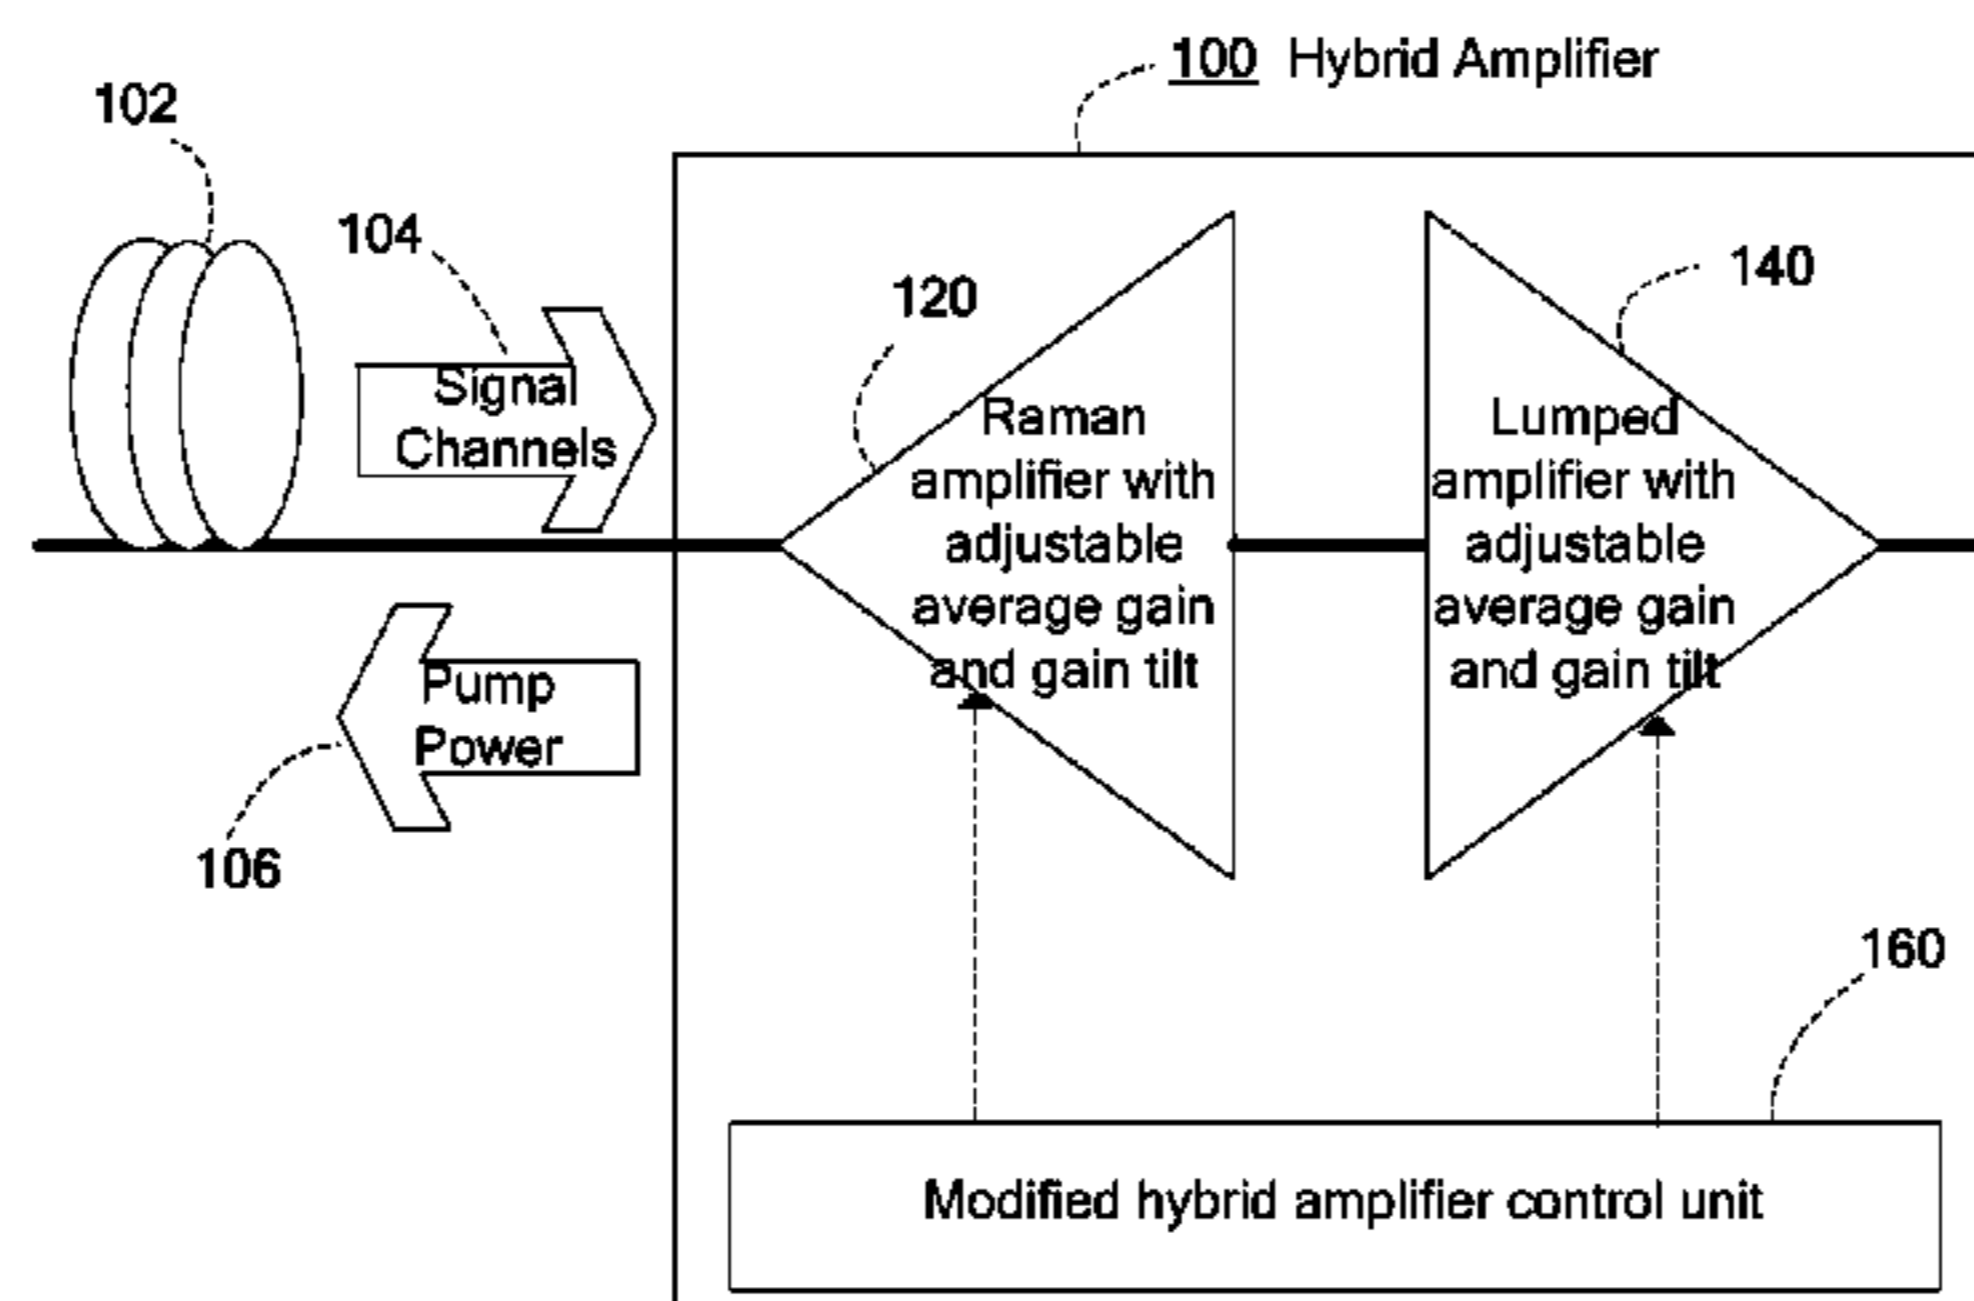 100 Hybrid Amplifier
102
104
Signal
Channels
120
140
Raman
amplifier with
adjustable
average gain
and gain tilt
Lumped
amplifier with
adjustable
average gain
and gain tilt
Pump
Power
106
160
Modified hybrid amplifier control unit